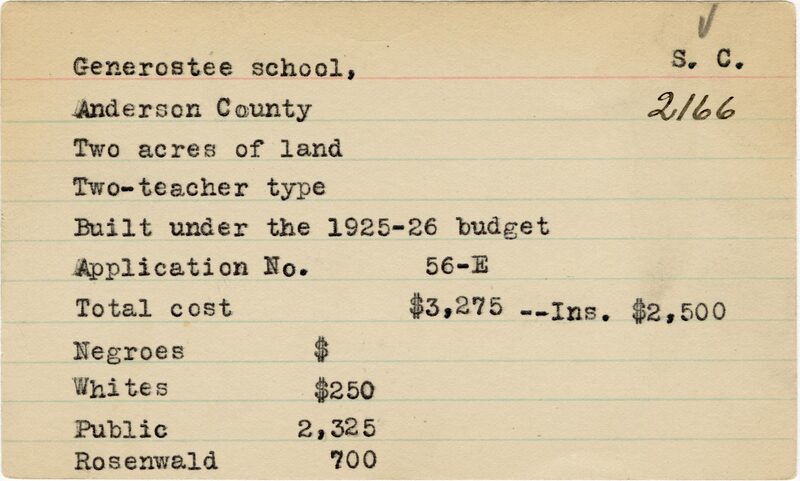 Generostee school, S. C.
Anderson County 2166
Two acres of land
Two-teacher type
Built under the 1925-26 budget
Application No. 56-E
Total cost $3,275 --Ins. $2,500
Negroes $
Whites $250
Public 2,325
Rosenwald 700